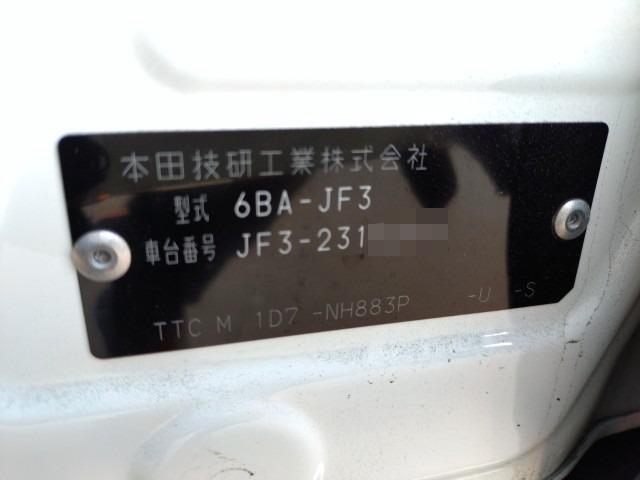 本田技研工業株式会社
型式 6BA-JF3
車台番号 JF3-231
TTC M 1D7 -NH883P -U -S